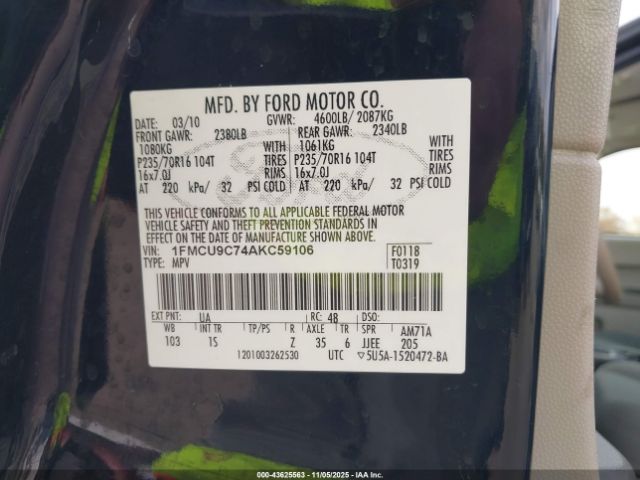 MFD. BY FORD MOTOR CO.
DATE: 03/10 GVWR: 4600LB/ 2087KG
FRONT GAWR: 2380LB REAR GAWR: 2340LB
1080KG WITH 1061KG WITH
P235/70R16 104T TIRES P235/70R16 104T TIRES
16x7.0J RIMS 16x7.0J RIMS
AT 220 kPa/ 32 PSI COLD AT 220 kPa/ 32 PSI COLD
THIS VEHICLE CONFORMS TO ALL APPLICABLE FEDERAL MOTOR
VEHICLE SAFETY AND THEFT PREVENTION STANDARDS IN
EFFECT ON THE DATE OF MANUFACTURE SHOWN ABOVE.
VIN: 1FMCU9C74AKC59106 F0118
TYPE: MPV T0319
EXT PNT: UA RC: 48 DSO:
WB INT TR TP/PS R AXLE TR SPR AM71A
103 IS Z 35 6 JJEE 205
1201003262530 UTC ▽5U5A-1520472-BA
000-43625563 - 11/05/2025 - IAA, Inc.